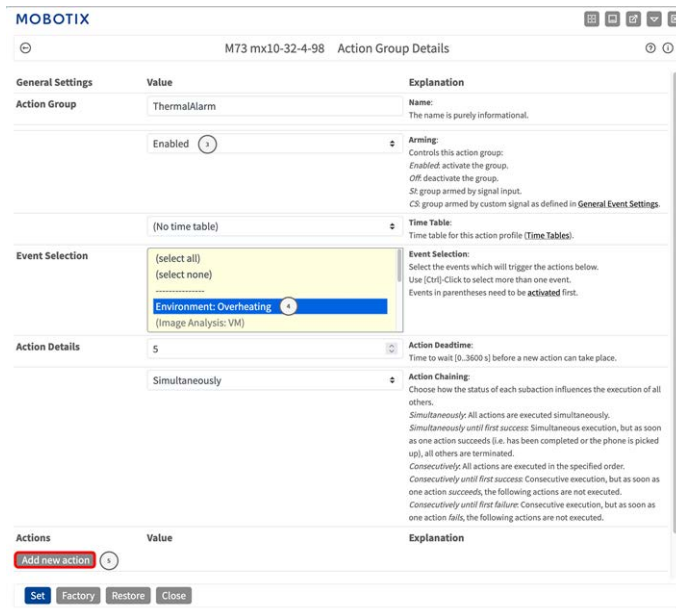 MOBOTIX
M73 mx10-32-4-98 Action Group Details
General Settings Value Explanation
Action Group ThermalAlarm Name:
The name is purely informational.
Enabled 3 Arming:
Controls this action group:
Enabled: activate the group.
Off: deactivate the group.
SI: group armed by signal input.
CS: group armed by custom signal as defined in General Event Settings.
(No time table) Time Table:
Time table for this action profile (Time Tables).
Event Selection (select all) Event Selection:
(select none) Select the events which will trigger the actions below.
--------------- Use [Ctrl]-Click to select more than one event.
Environment: Overheating 4 Events in parentheses need to be activated first.
(Image Analysis: VM)
Action Details 5 Action Deadtime:
Time to wait [0..3600 s] before a new action can take place.
Simultaneously Action Chaining:
Choose how the status of each subaction influences the execution of all
others.
Simultaneously: All actions are executed simultaneously.
Simultaneously until first success: Simultaneous execution, but as soon
as one action succeeds (i.e. has been completed or the phone is picked
up), all others are terminated.
Consecutively: All actions are executed in the specified order.
Consecutively until first success: Consecutive execution, but as soon as
one action succeeds, the following actions are not executed.
Consecutively until first failure: Consecutive execution, but as soon as
one action fails, the following actions are not executed.
Actions Value Explanation
Add new action 5
Set Factory Restore Close